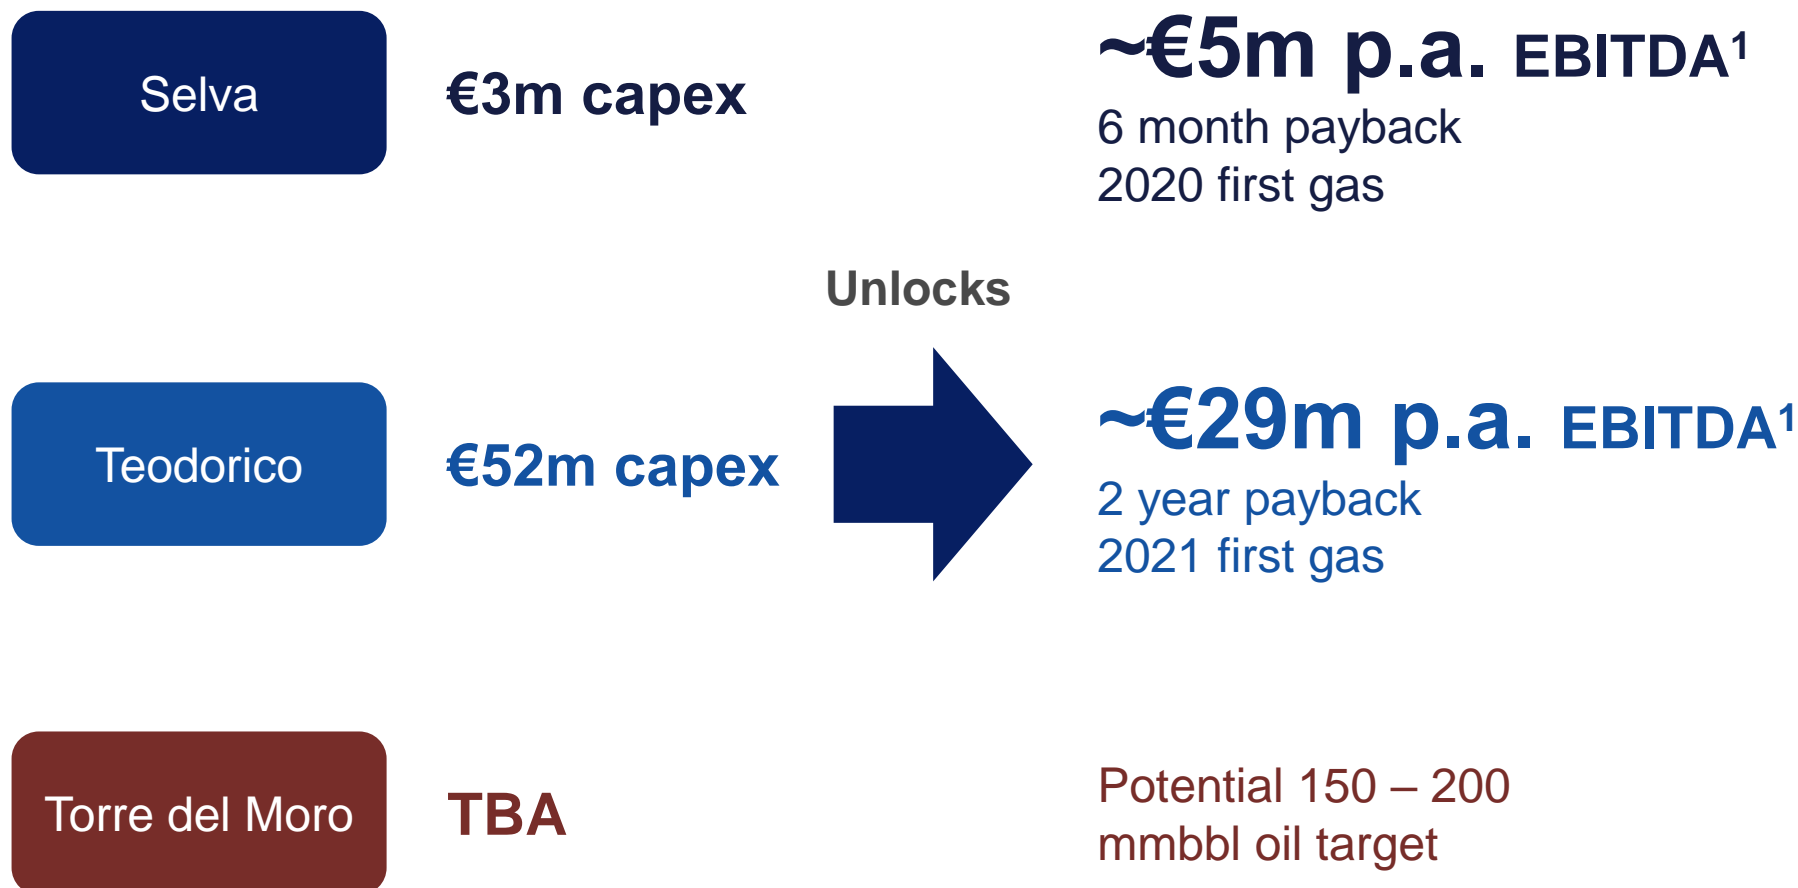 Selva
€3m capex
~€5m p.a. EBITDA¹
6 month payback
2020 first gas
Unlocks
Teodorico
€52m capex
~€29m p.a. EBITDA¹
2 year payback
2021 first gas
Torre del Moro
TBA
Potential 150 – 200
mmbbl oil target